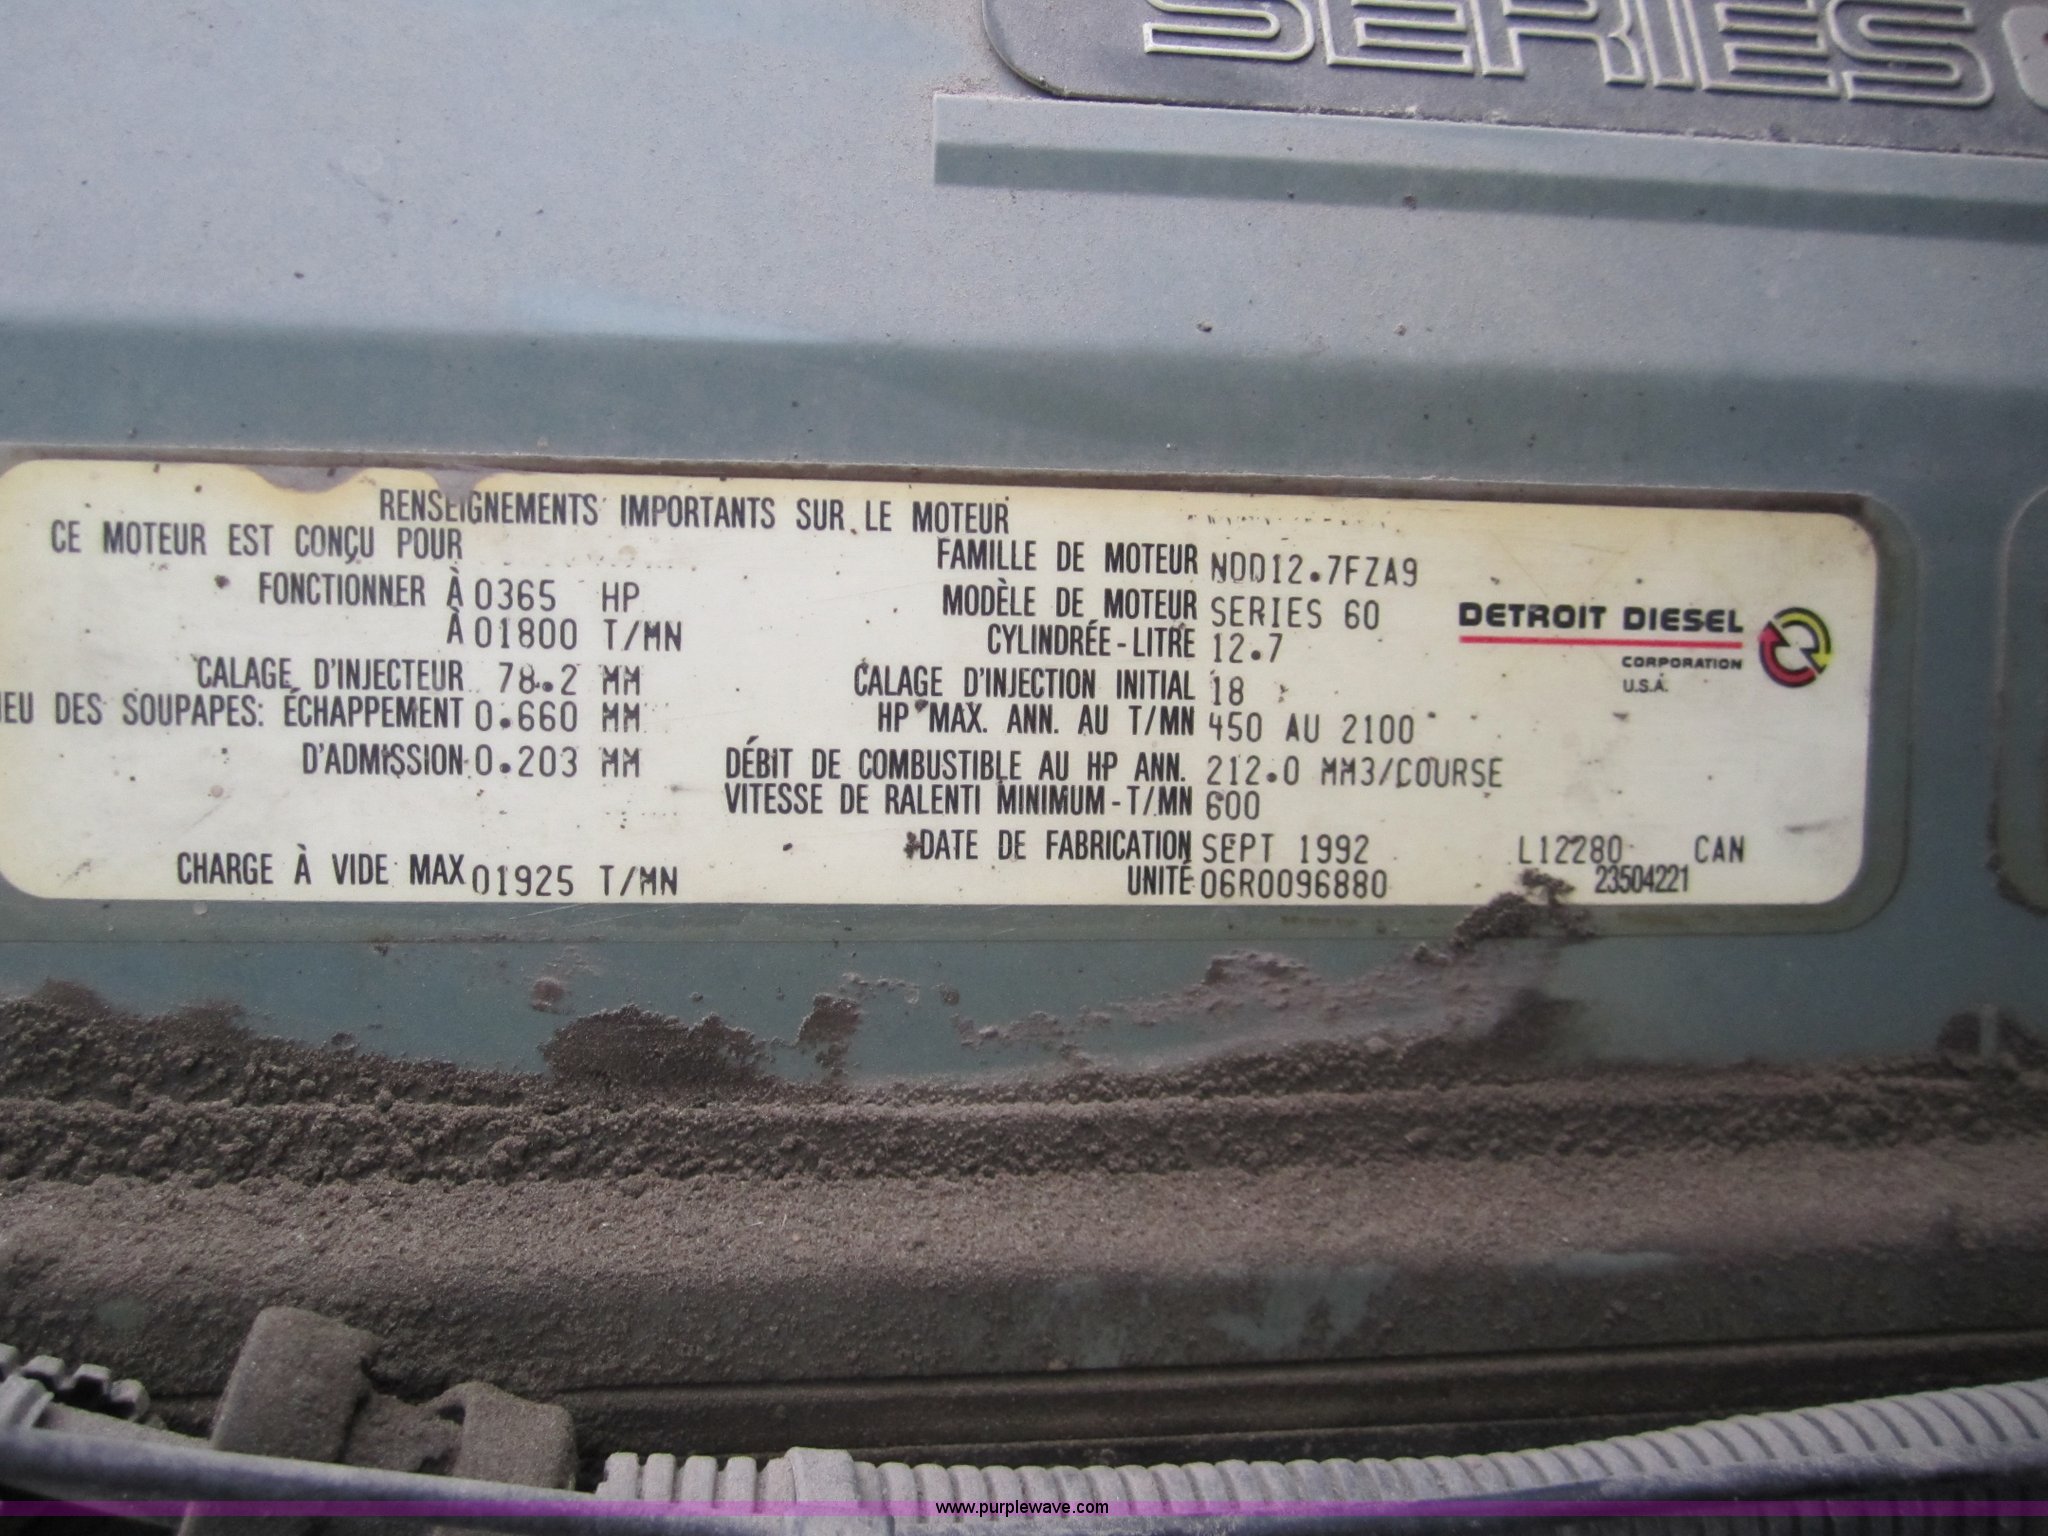 SERIES
RENSEIGNEMENTS IMPORTANTS SUR LE MOTEUR
CE MOTEUR EST CONÇU POUR
FONCTIONNER À 0365 HP
À 01800 T/MN
CALAGE D'INJECTEUR 78.2 MM
JEU DES SOUPAPES: ÉCHAPPEMENT 0.660 MM
D'ADMISSION 0.203 MM
CHARGE À VIDE MAX 01925 T/MN
FAMILLE DE MOTEUR NDD12.7FZA9
MODÈLE DE MOTEUR SERIES 60
CYLINDRÉE-LITRE 12.7
CALAGE D'INJECTION INITIAL 18
HP MAX. ANN. AU T/MN 450 AU 2100
DÉBIT DE COMBUSTIBLE AU HP ANN. 212.0 MM3/COURSE
VITESSE DE RALENTI MINIMUM-T/MN 600
DATE DE FABRICATION SEPT 1992
UNITÉ 06R0096880
DETROIT DIESEL
CORPORATION
U.S.A.
L12280 CAN
23504221
www.purplewave.com